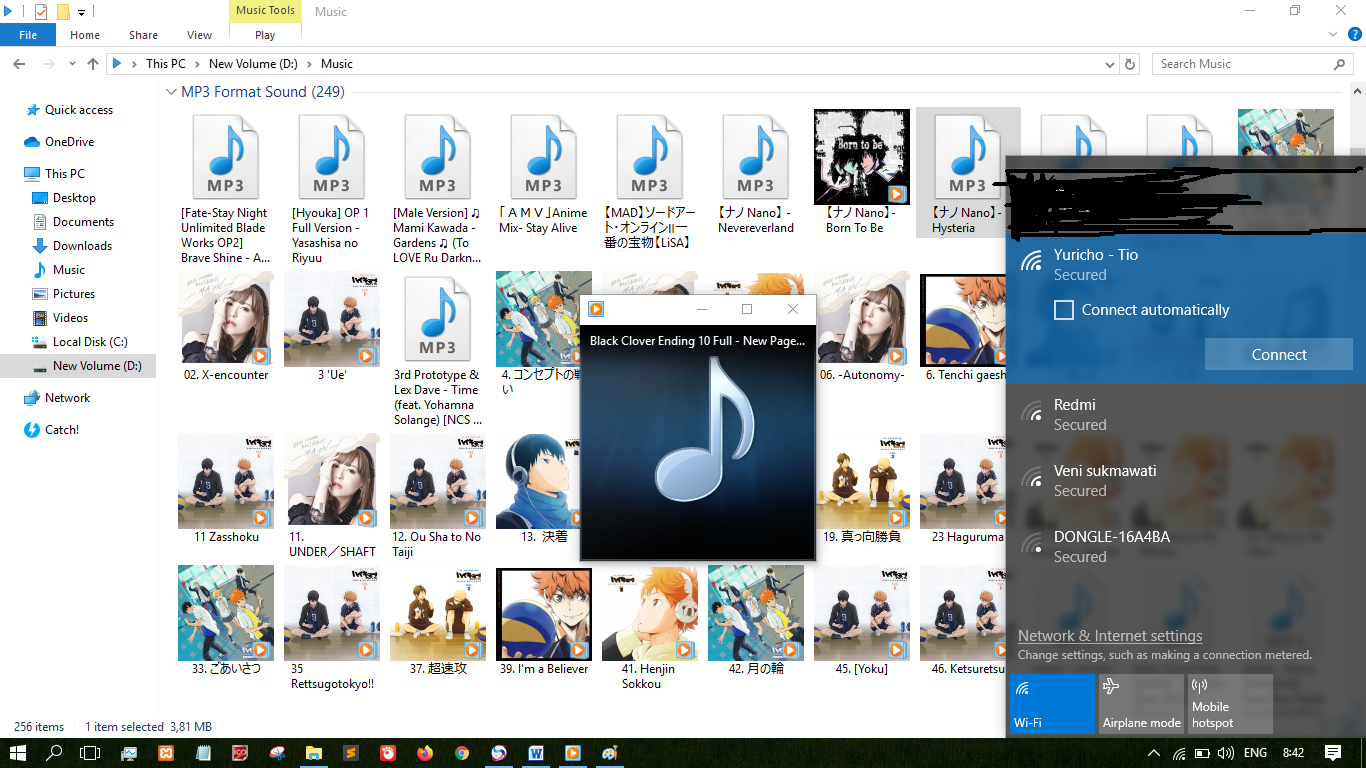 Music Tools
Music
File
Home
Share
View
Play
This PC
New Volume (D:)
Music
Search Music
Quick access
OneDrive
This PC
Desktop
Documents
Downloads
Music
Pictures
Videos
Local Disk (C:)
New Volume (D:)
Network
Catch!
MP3 Format Sound (249)
MP3
MP3
MP3
MP3
MP3
MP3
Born to be
MP3
[Fate-Stay Night
Unlimited Blade
Works OP2]
Brave Shine - A...
[Hyouka] OP 1
Full Version -
Yasashisa no
Riyuu
[Male Version] ♫
Mami Kawada -
Gardens ♫ (To
LOVE Ru Darkn...
「ＡＭＶ」Anime
Mix- Stay Alive
【MAD】ソードアー
ト・オンラインII一
番の宝物【LiSA】
【ナノ Nano】 -
Neverever​land
【ナノ Nano】 -
Born To Be
【ナノ Nano】 -
Hysteria
02. X-encounter
3 'Ue'
MP3
3rd Prototype &
Lex Dave - Time
(feat. Yohamna
Solange) [NCS ...
4. コンセプトの戦
い
06. -Autonomy-
6. Tenchi gaesh
11 Zasshoku
11.
UNDER／SHAFT
12. Ou Sha to No
Taiji
13. 決着
19. 真っ向勝負
23 Haguruma
33. ごあいさつ
35
Rettsugotokyo!!
37. 超速攻
39. I'm a Believer
41. Henjin
Sokkou
42. 月の輪
45. [Yoku]
46. Ketsuretsu
Black Clover Ending 10 Full - New Page...
Yuricho - Tio
Secured
Connect automatically
Connect
Redmi
Secured
Veni sukmawati
Secured
DONGLE-16A4BA
Secured
Network & Internet settings
Change settings, such as making a connection metered.
Wi-Fi
Airplane mode
Mobile
hotspot
256 items
1 item selected 3,81 MB
ENG
8:42